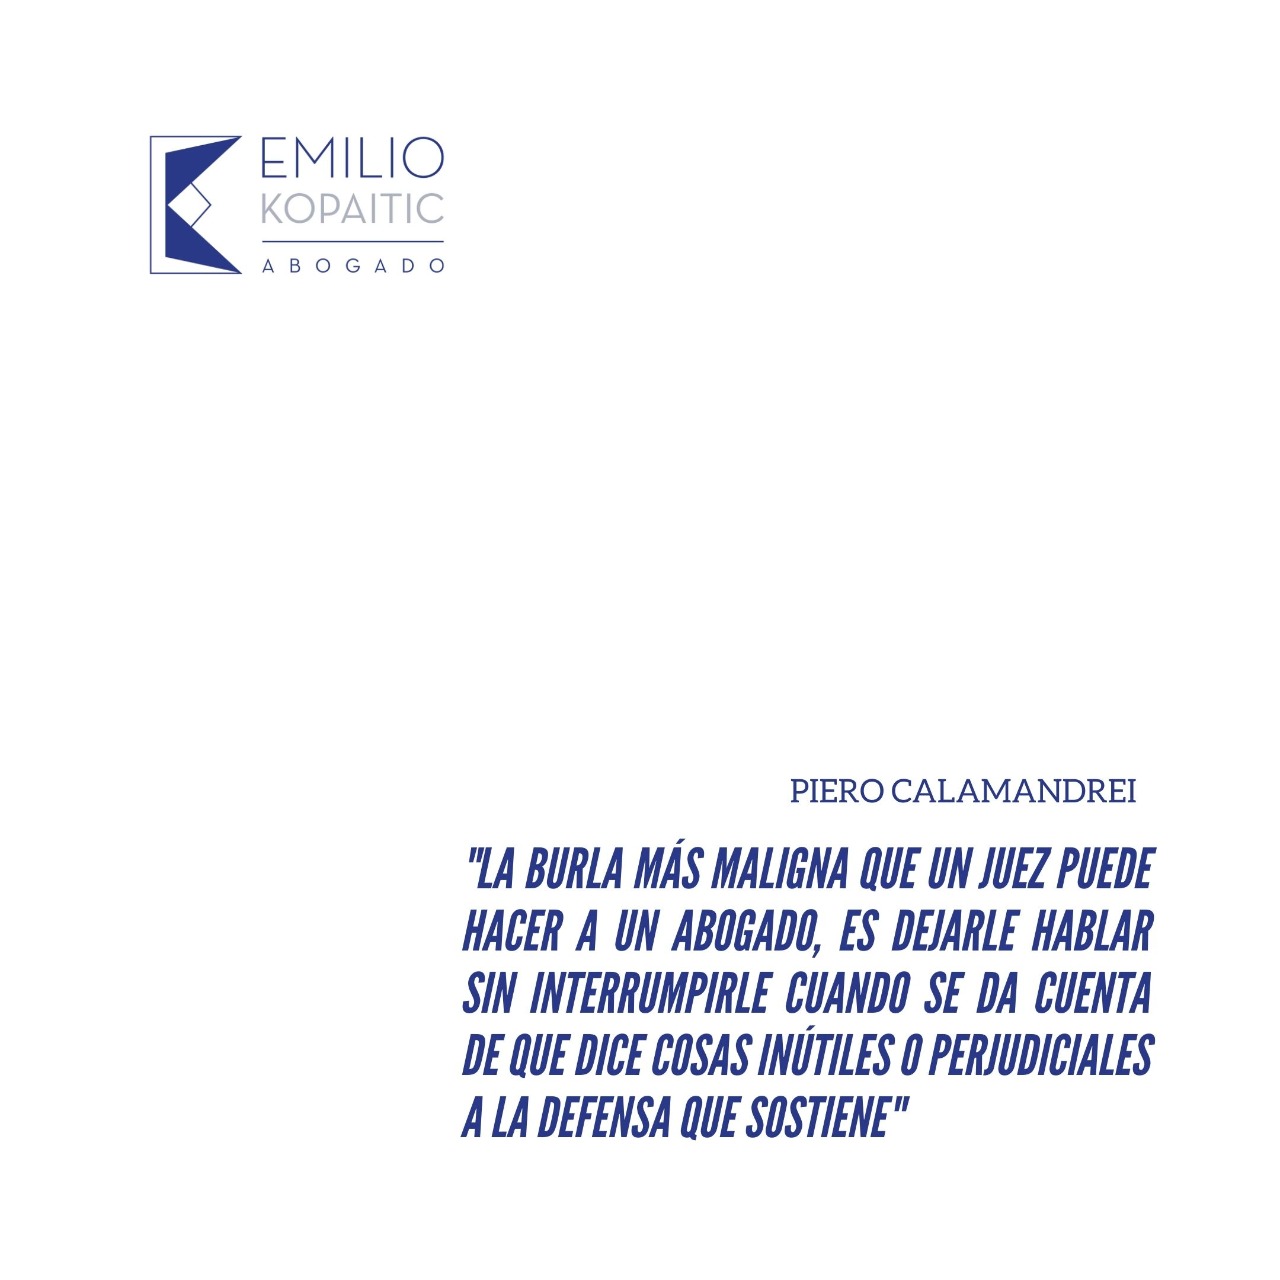 EMILIO
KOPAITIC
ABOGADO
PIERO CALAMANDREI
"LA BURLA MÁS MALIGNA QUE UN JUEZ PUEDE
HACER A UN ABOGADO, ES DEJARLE HABLAR
SIN INTERRUMPIRLE CUANDO SE DA CUENTA
DE QUE DICE COSAS INÚTILES O PERJUDICIALES
A LA DEFENSA QUE SOSTIENE"